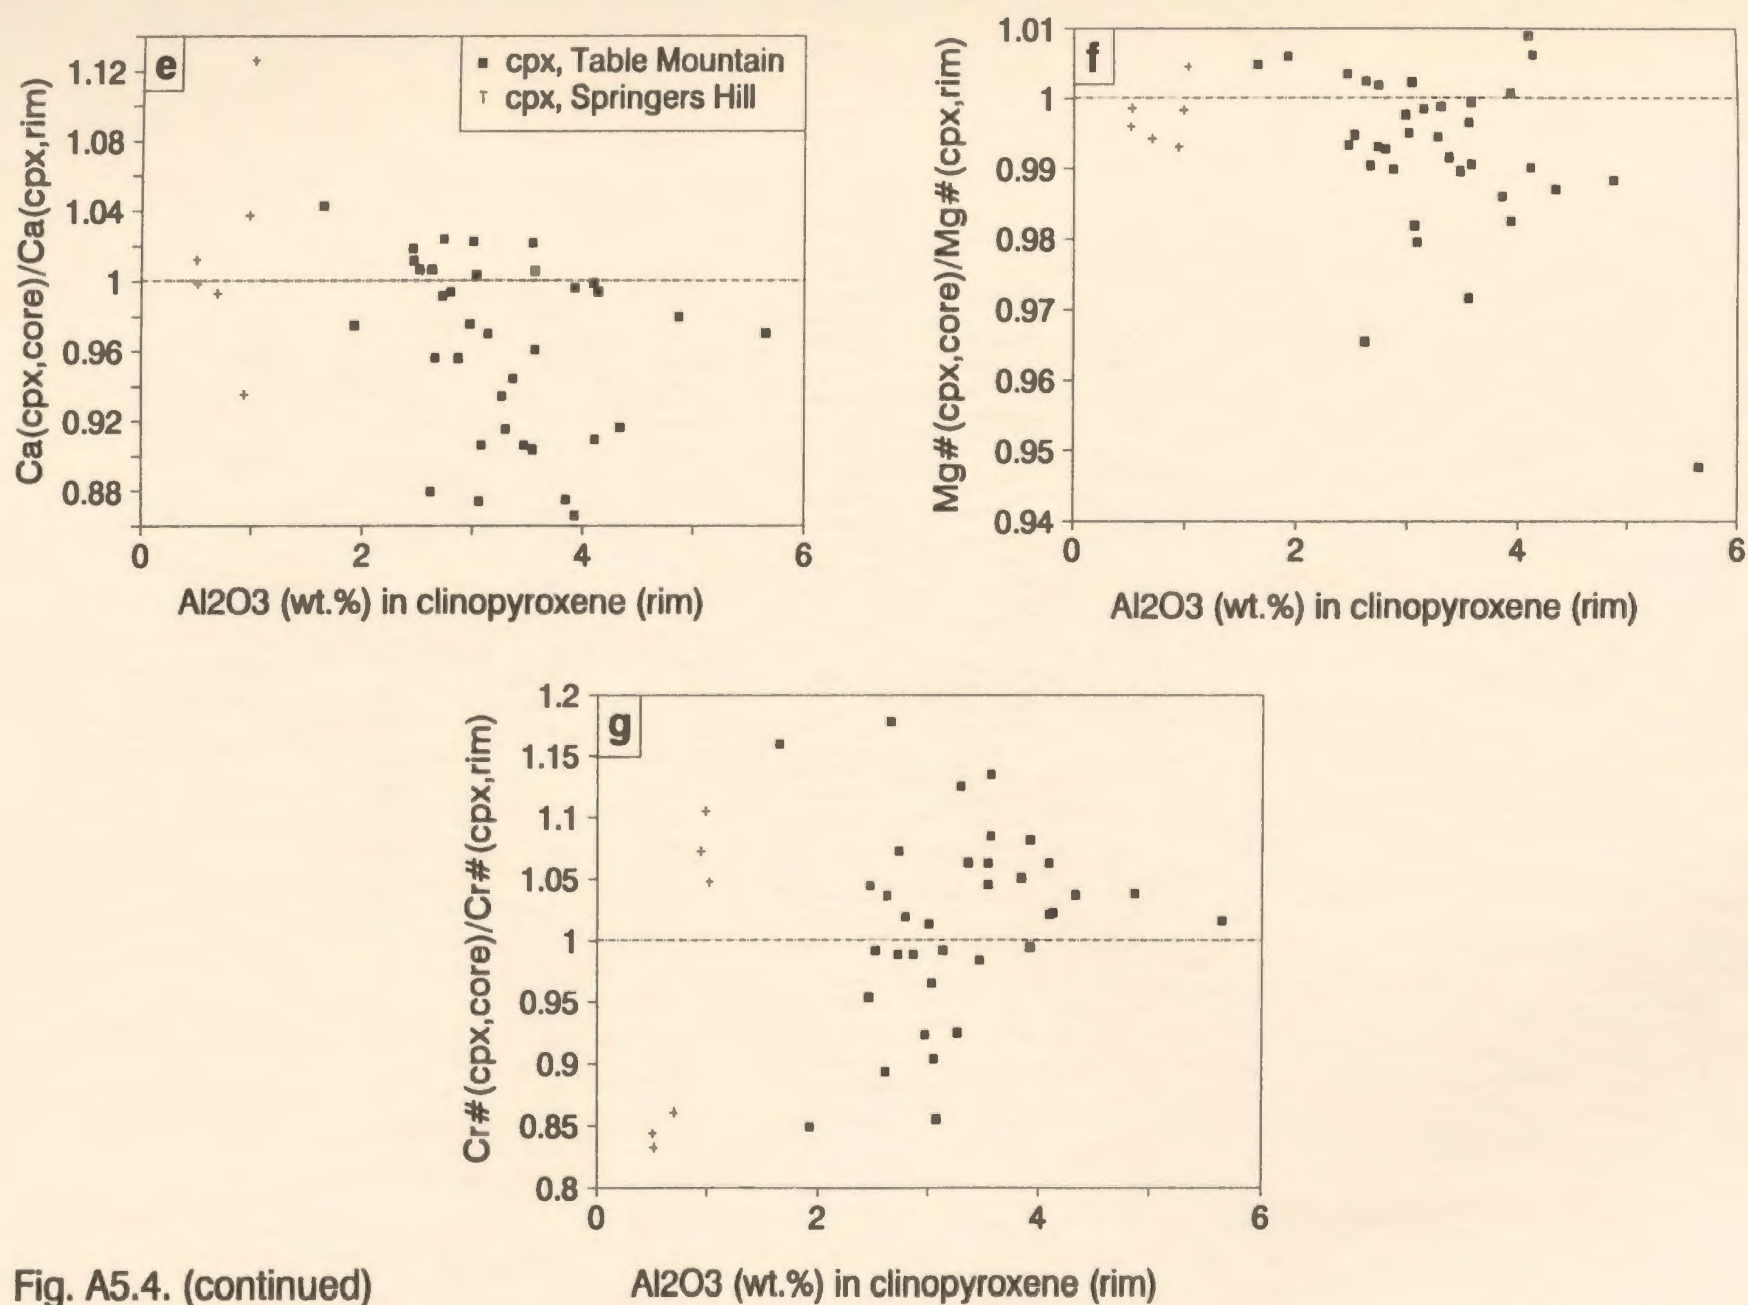 e
cpx, Table Mountain
cpx, Springers Hill
1.12
1.08
1.04
1
0.96
0.92
0.88
Ca(cpx,core)/Ca(cpx,rim)
0 2 4 6
Al2O3 (wt.%) in clinopyroxene (rim)
f
1.01
1
0.99
0.98
0.97
0.96
0.95
0.94
Mg#(cpx,core)/Mg#(cpx,rim)
0 2 4 6
Al2O3 (wt.%) in clinopyroxene (rim)
g
1.2
1.15
1.1
1.05
1
0.95
0.9
0.85
0.8
Cr#(cpx,core)/Cr#(cpx,rim)
0 2 4 6
Al2O3 (wt.%) in clinopyroxene (rim)
Fig. A5.4. (continued)